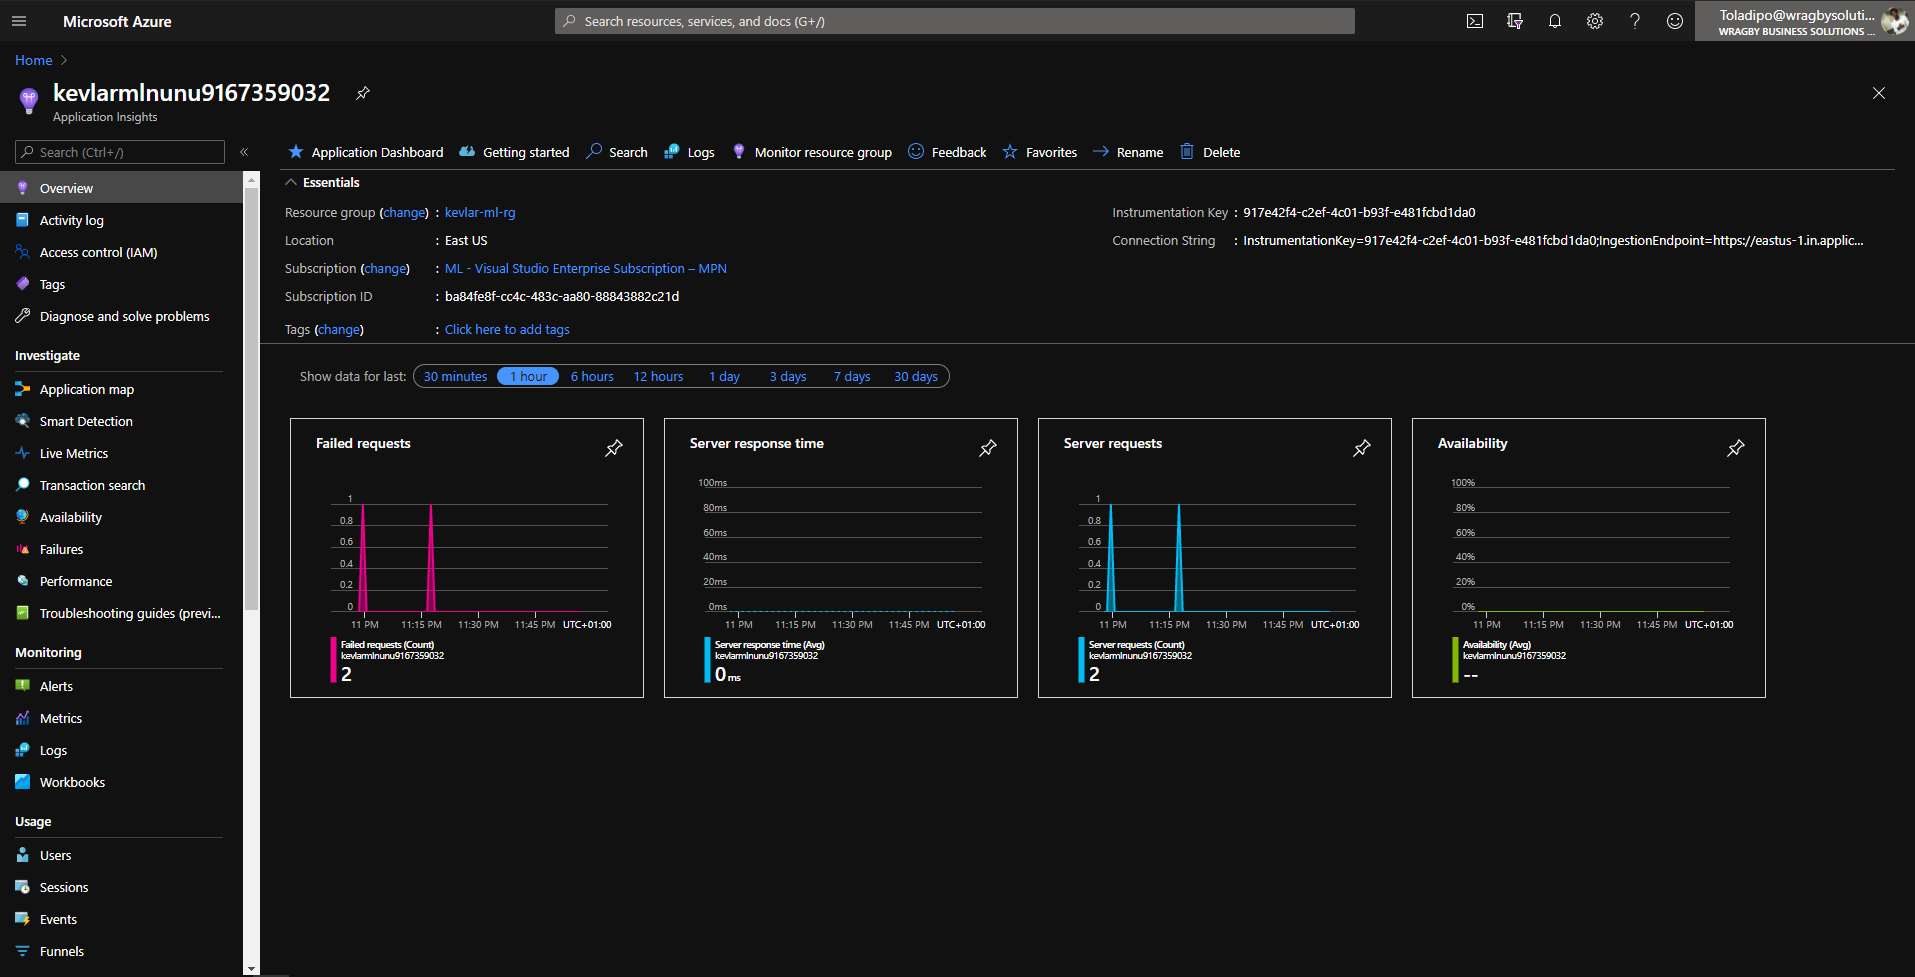 Microsoft Azure
Search resources, services, and docs (G+/)
Toladipo@wragbysoluti...
WRAGBY BUSINESS SOLUTIONS ...
Home
kevlarmlnunu9167359032
Application Insights
Search (Ctrl+/)
Overview
Activity log
Access control (IAM)
Tags
Diagnose and solve problems
Investigate
Application map
Smart Detection
Live Metrics
Transaction search
Availability
Failures
Performance
Troubleshooting guides (previ...
Monitoring
Alerts
Metrics
Logs
Workbooks
Usage
Users
Sessions
Events
Funnels
Application Dashboard Getting started Search Logs Monitor resource group Feedback Favorites Rename Delete
Essentials
Resource group (change) : kevlar-ml-rg
Location : East US
Subscription (change) : ML - Visual Studio Enterprise Subscription – MPN
Subscription ID : ba84fe8f-cc4c-483c-aa80-88843882c21d
Tags (change) : Click here to add tags
Instrumentation Key : 917e42f4-c2ef-4c01-b93f-e481fcbd1da0
Connection String : InstrumentationKey=917e42f4-c2ef-4c01-b93f-e481fcbd1da0;IngestionEndpoint=https://eastus-1.in.applic...
Show data for last: 30 minutes 1 hour 6 hours 12 hours 1 day 3 days 7 days 30 days
Failed requests
1
0.8
0.6
0.4
0.2
0
11 PM 11:15 PM 11:30 PM 11:45 PM UTC+01:00
Failed requests (Count)
kevlarmlnunu9167359032
2
Server response time
100ms
80ms
60ms
40ms
20ms
0ms
11 PM 11:15 PM 11:30 PM 11:45 PM UTC+01:00
Server response time (Avg)
kevlarmlnunu9167359032
0 ms
Server requests
1
0.8
0.6
0.4
0.2
0
11 PM 11:15 PM 11:30 PM 11:45 PM UTC+01:00
Server requests (Count)
kevlarmlnunu9167359032
2
Availability
100%
80%
60%
40%
20%
0%
11 PM 11:15 PM 11:30 PM 11:45 PM UTC+01:00
Availability (Avg)
kevlarmlnunu9167359032
--